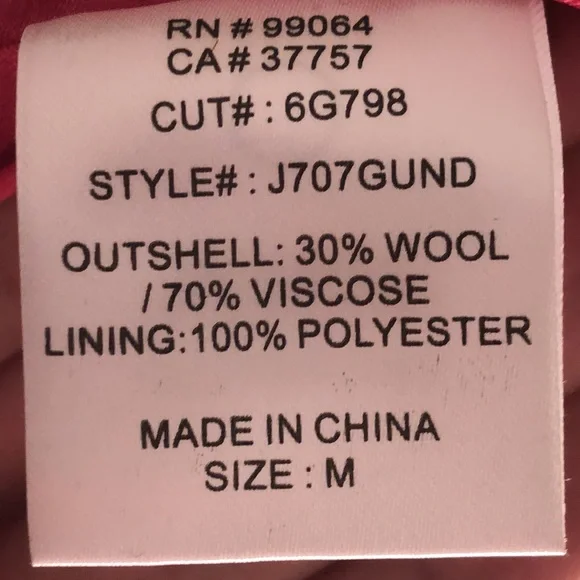 RN # 99064
CA # 37757
CUT# : 6G798
STYLE# : J707GUND
OUTSHELL: 30% WOOL
/ 70% VISCOSE
LINING:100% POLYESTER
MADE IN CHINA
SIZE : M